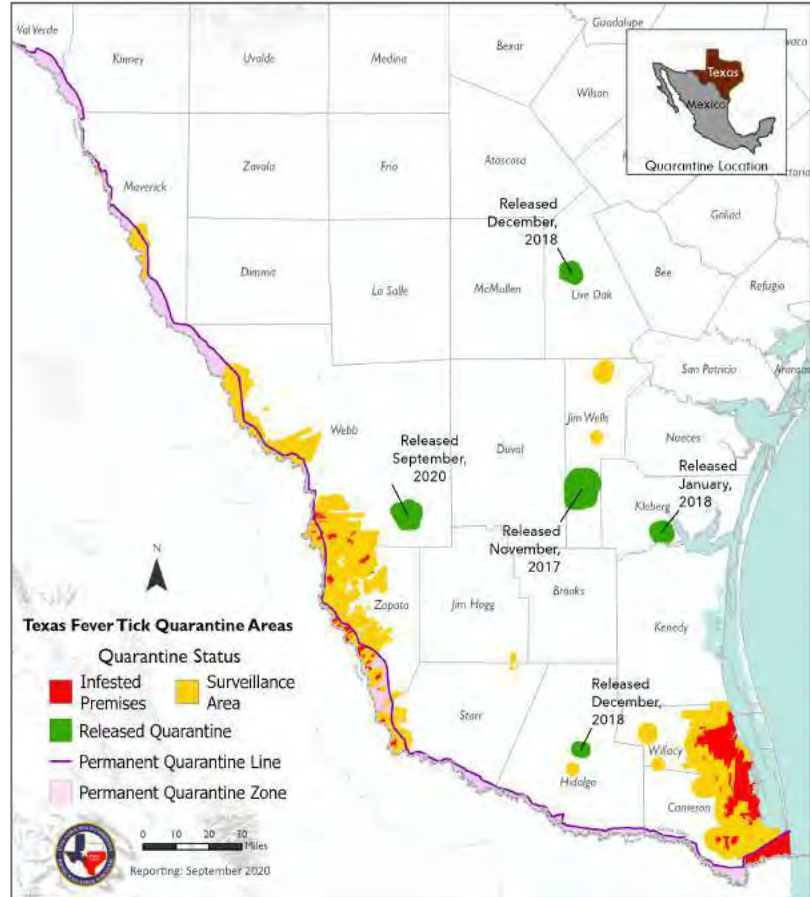 Val Verde
Kinney
Uvalde
Medina
Bexar
Guadalupe
Wilson
Texas
Mexico
Quarantine Location
Maverick
Zavala
Frio
Atascosa
Goliad
Released
December,
2018
Dimmit
La Salle
McMullen
Live Oak
Bee
Refugio
San Patricio
Aransas
Webb
Duval
Jim Wells
Nueces
Released
September,
2020
Released
January,
2018
Kleberg
Released
November,
2017
N
Zapata
Jim Hogg
Brooks
Kenedy
Texas Fever Tick Quarantine Areas
Quarantine Status
Infested
Premises
Surveillance
Area
Released Quarantine
Permanent Quarantine Line
Permanent Quarantine Zone
Starr
Released
December,
2018
Hidalgo
Willacy
Cameron
0 10 20 30
Miles
Reporting: September 2020